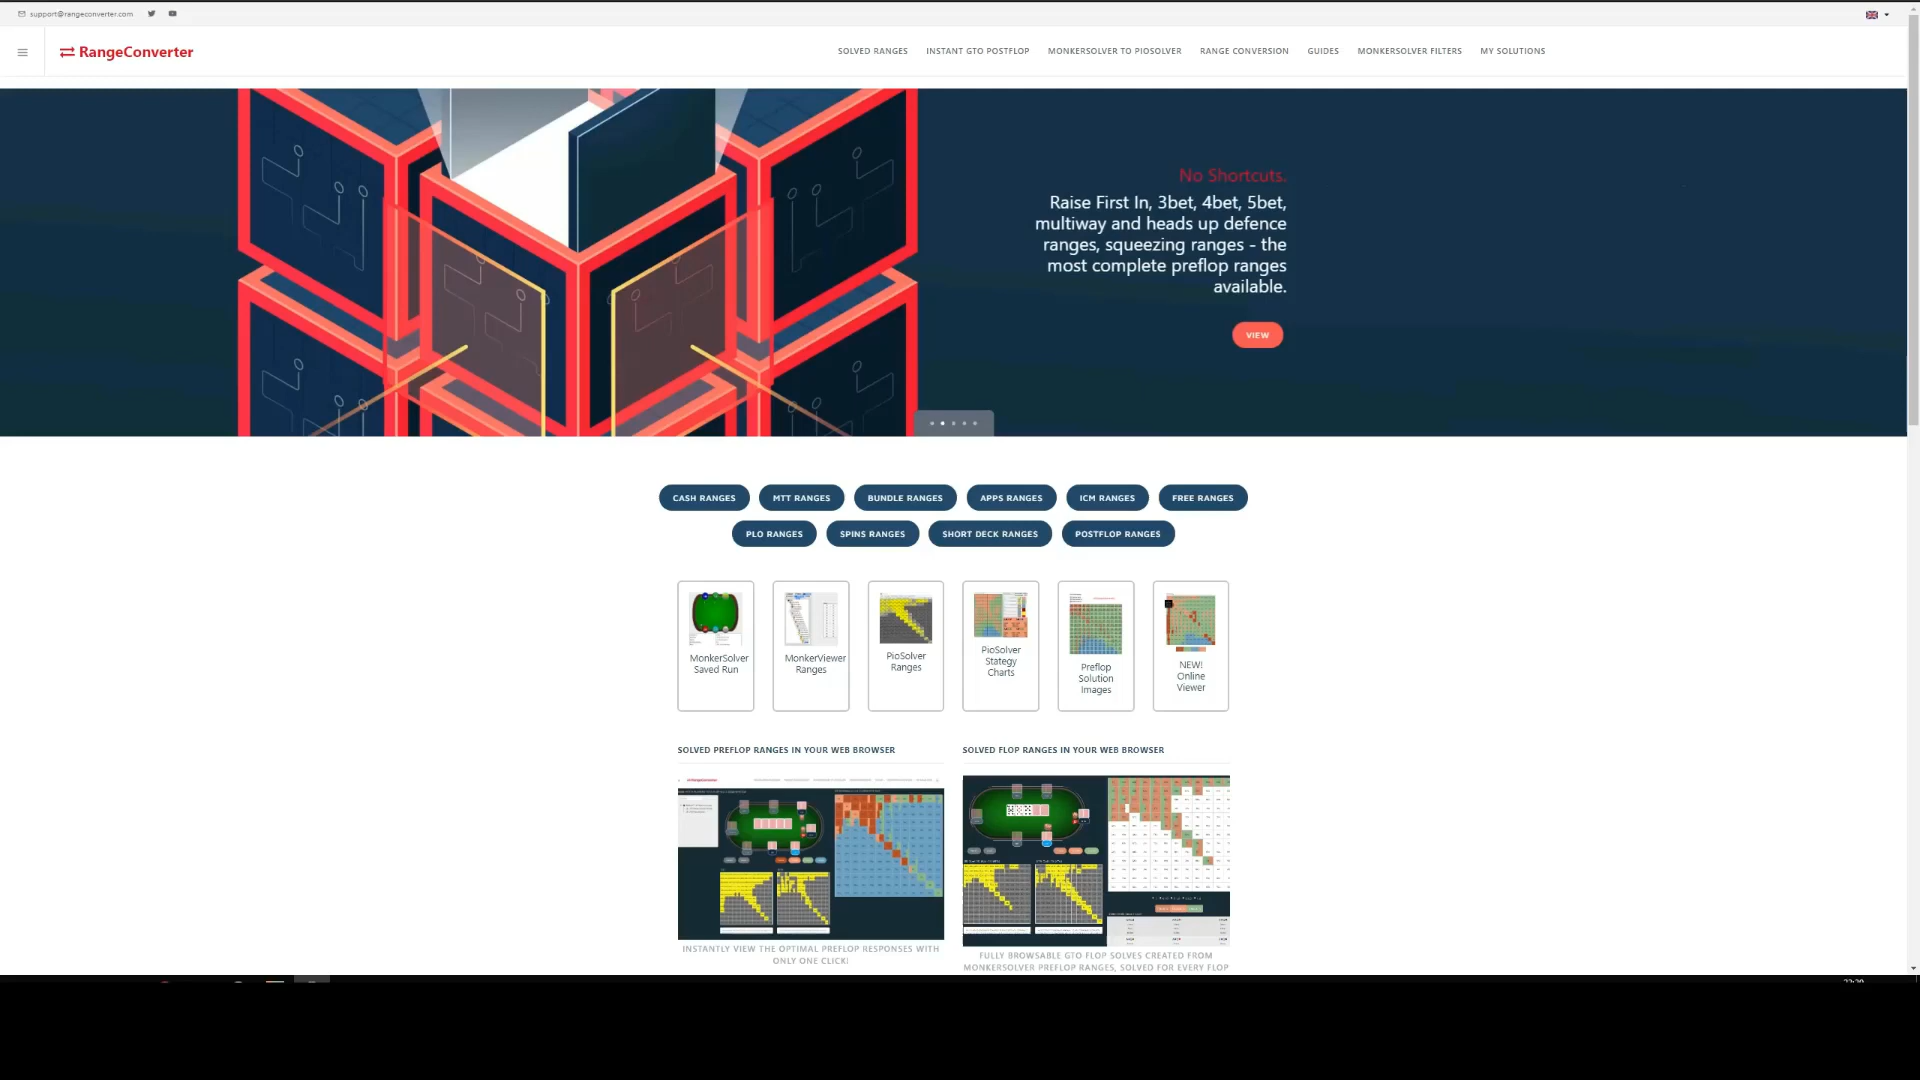 support@rangeconverter.com
RangeConverter
SOLVED RANGES INSTANT GTO POSTFLOP MONKERSOLVER TO PIOSOLVER RANGE CONVERSION GUIDES MONKERSOLVER FILTERS MY SOLUTIONS
No Shortcuts.
Raise First In, 3bet, 4bet, 5bet,
multiway and heads up defence
ranges, squeezing ranges - the
most complete preflop ranges
available.
VIEW
CASH RANGES MTT RANGES BUNDLE RANGES APPS RANGES ICM RANGES FREE RANGES
PLO RANGES SPINS RANGES SHORT DECK RANGES POSTFLOP RANGES
MonkerSolver
Saved Run
MonkerViewer
Ranges
PioSolver
Ranges
PioSolver
Stategy
Charts
Preflop
Solution
Images
NEW!
Online
Viewer
SOLVED PREFLOP RANGES IN YOUR WEB BROWSER
SOLVED FLOP RANGES IN YOUR WEB BROWSER
INSTANTLY VIEW THE OPTIMAL PREFLOP RESPONSES WITH
ONLY ONE CLICK!
FULLY BROWSABLE GTO FLOP SOLVES CREATED FROM
MONKERSOLVER PREFLOP RANGES, SOLVED FOR EVERY FLOP